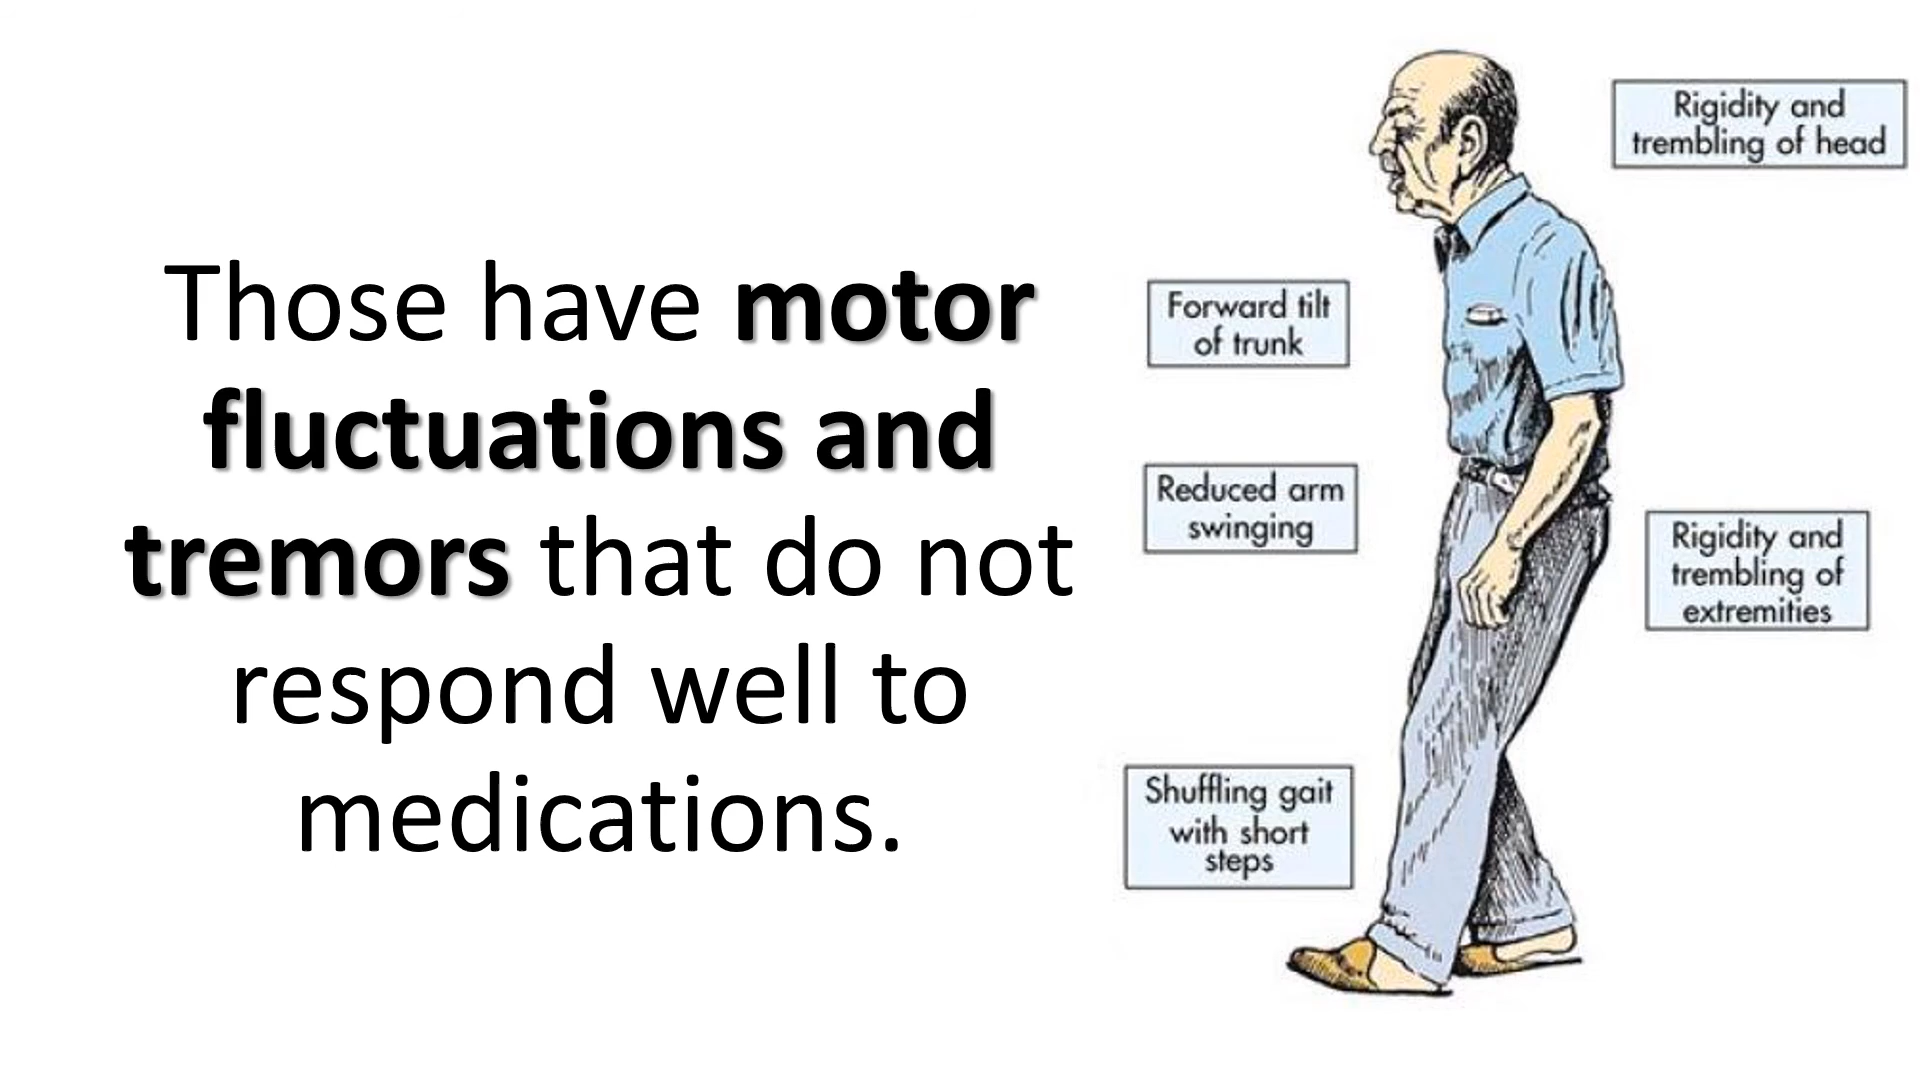 Those have motor
fluctuations and
tremors that do not
respond well to
medications.
Rigidity and
trembling of head
Forward tilt
of trunk
Reduced arm
swinging
Rigidity and
trembling of
extremities
Shuffling gait
with short
steps